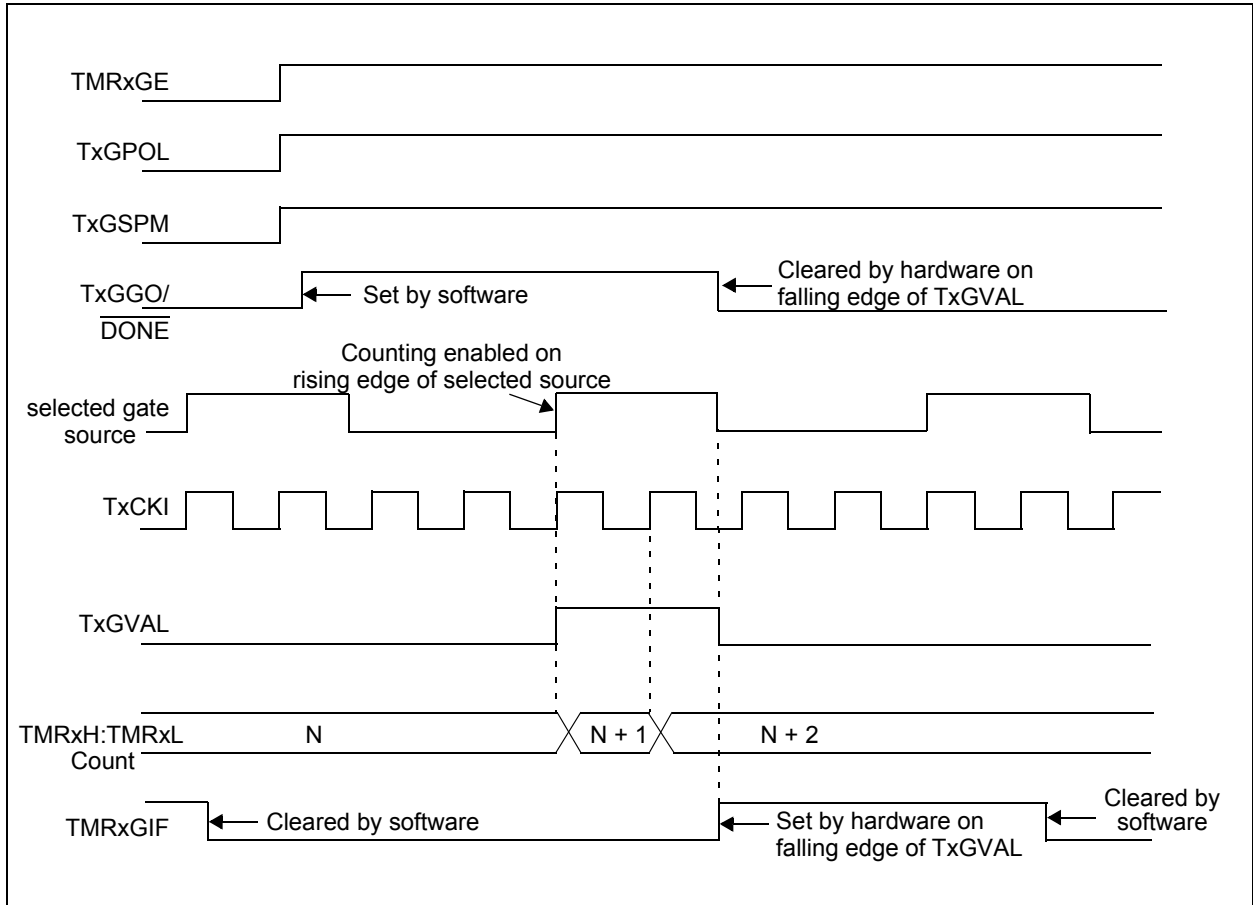 TMRxGE
TxGPOL
TxGSPM
TxGGO/
DONE
Set by software
Cleared by hardware on
falling edge of TxGVAL
Counting enabled on
rising edge of selected source
selected gate
source
TxCKI
TxGVAL
TMRxH:TMRxL
Count
N
N + 1
N + 2
TMRxGIF
Cleared by software
Set by hardware on
falling edge of TxGVAL
Cleared by
software